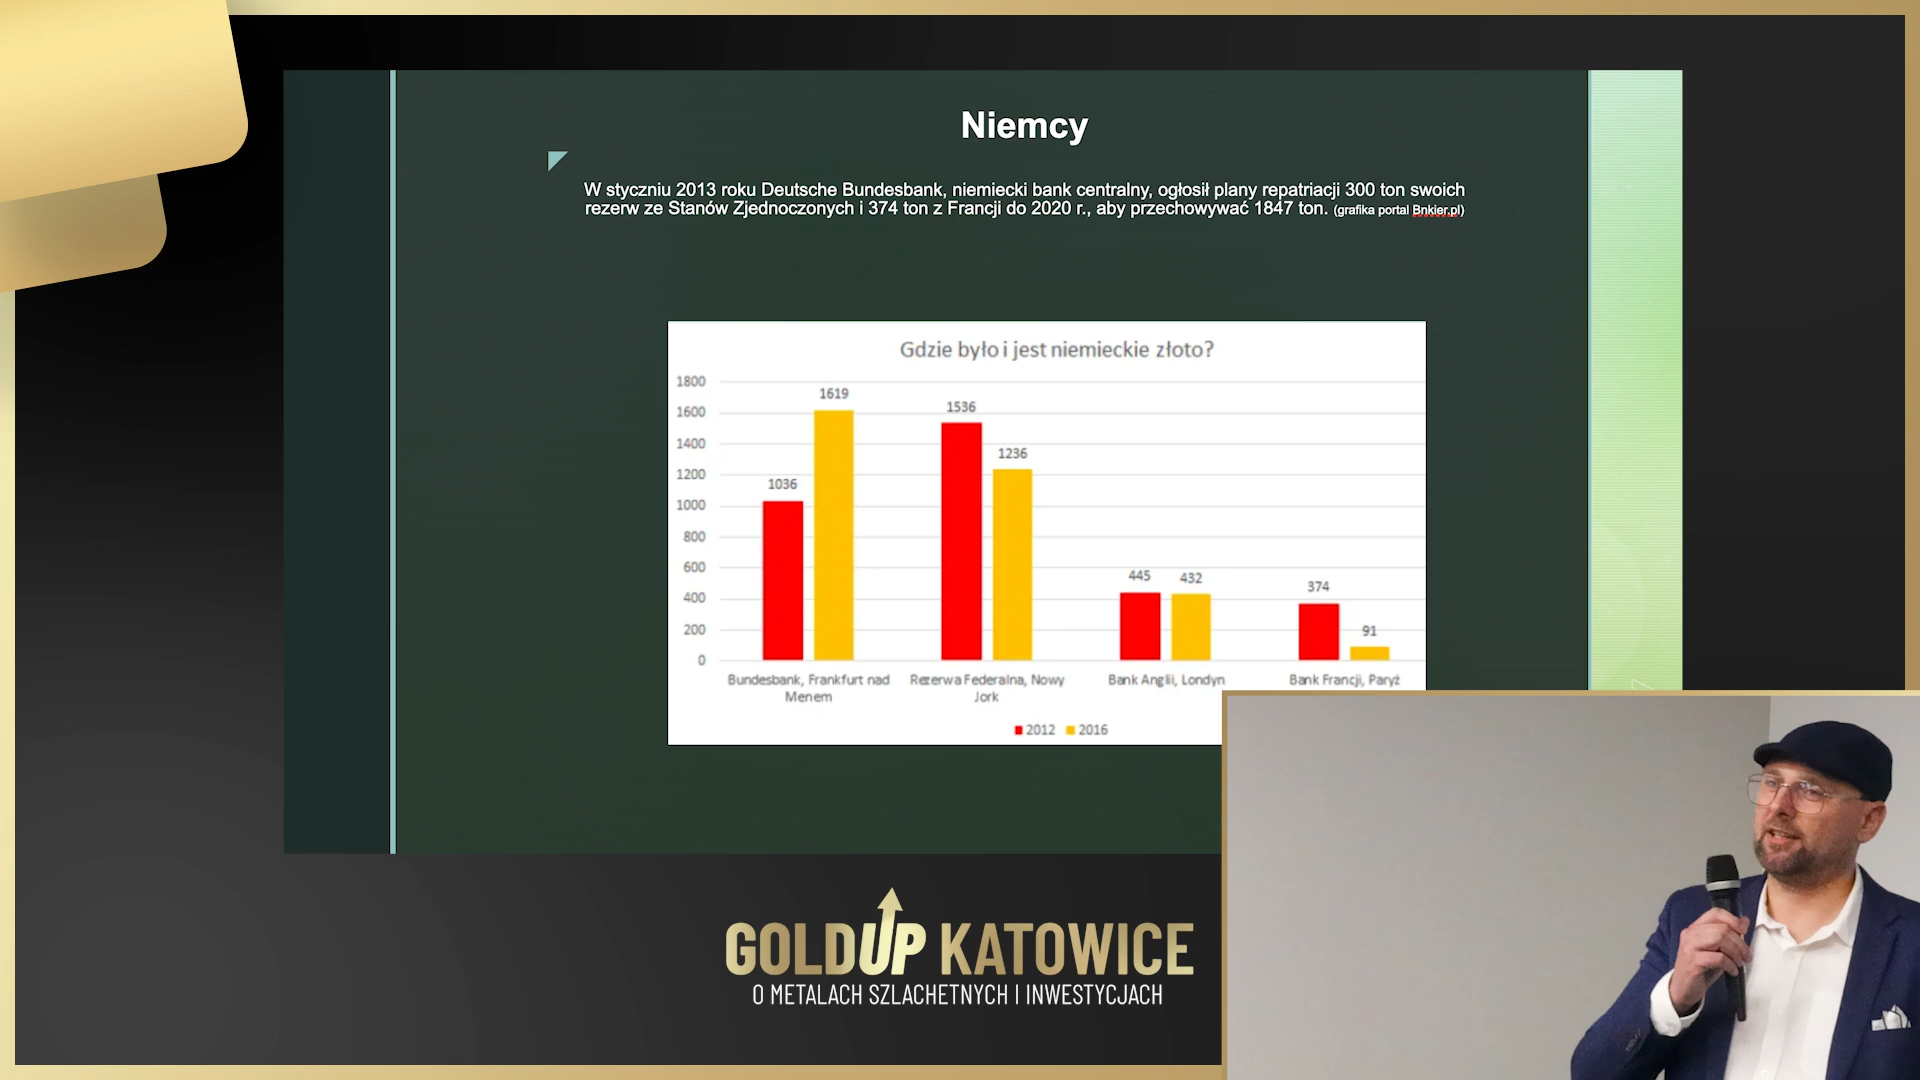 Niemcy
W styczniu 2013 roku Deutsche Bundesbank, niemiecki bank centralny, ogłosił plany repatriacji 300 ton swoich
rezerw ze Stanów Zjednoczonych i 374 ton z Francji do 2020 r., aby przechowywać 1847 ton. (grafika portal Bnkier.pl)
Gdzie było i jest niemieckie złoto?
1800
1600
1400
1200
1000
800
600
400
200
0
1036
1619
1536
1236
445
432
374
91
Bundesbank, Frankfurt nad
Menem
Rezerwa Federalna, Nowy
Jork
Bank Anglii, Londyn
Bank Francji, Paryż
2012 2016
GOLDUP KATOWICE
O METALACH SZLACHETNYCH I INWESTYCJACH